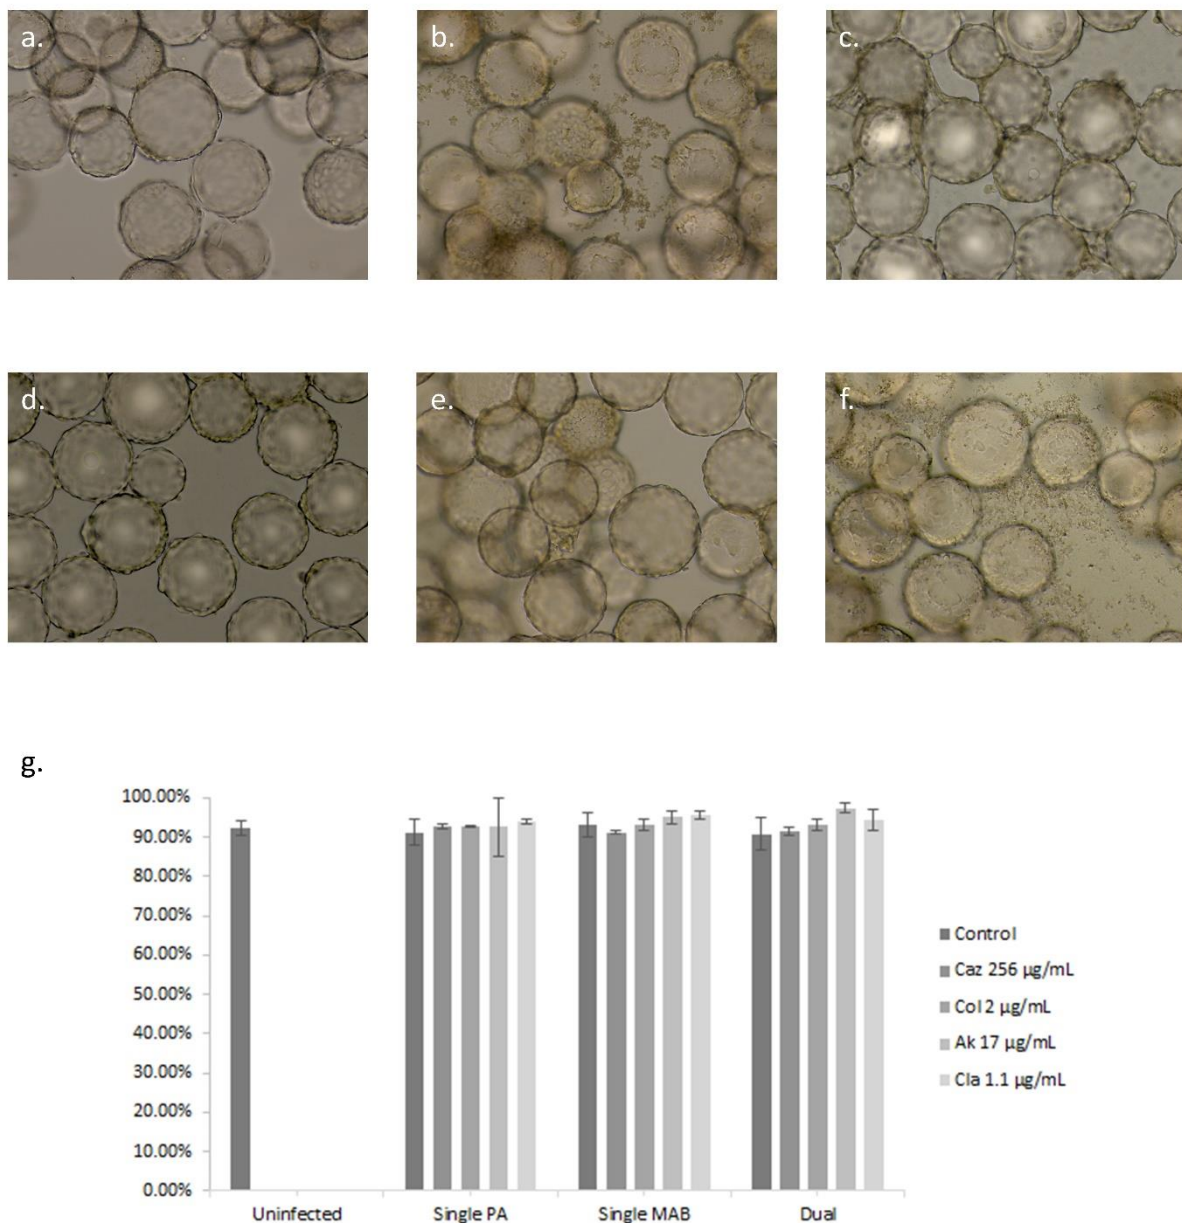 a.
b.
c.
d.
e.
f.
g.
100.00%
90.00%
80.00%
70.00%
60.00%
50.00%
40.00%
30.00%
20.00%
10.00%
0.00%
Uninfected
Single PA
Single MAB
Dual
Control
Caz 256 µg/mL
Col 2 µg/mL
Ak 17 µg/mL
Cla 1.1 µg/mL